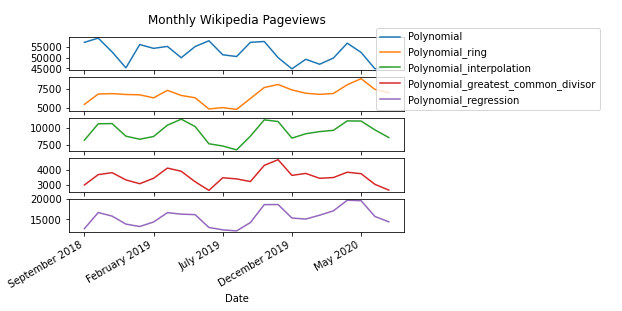 Monthly Wikipedia Pageviews
Polynomial
Polynomial_ring
Polynomial_interpolation
Polynomial_greatest_common_divisor
Polynomial_regression
55000
50000
45000
7500
5000
10000
7500
4000
3000
20000
15000
September 2018
February 2019
July 2019
December 2019
May 2020
Date